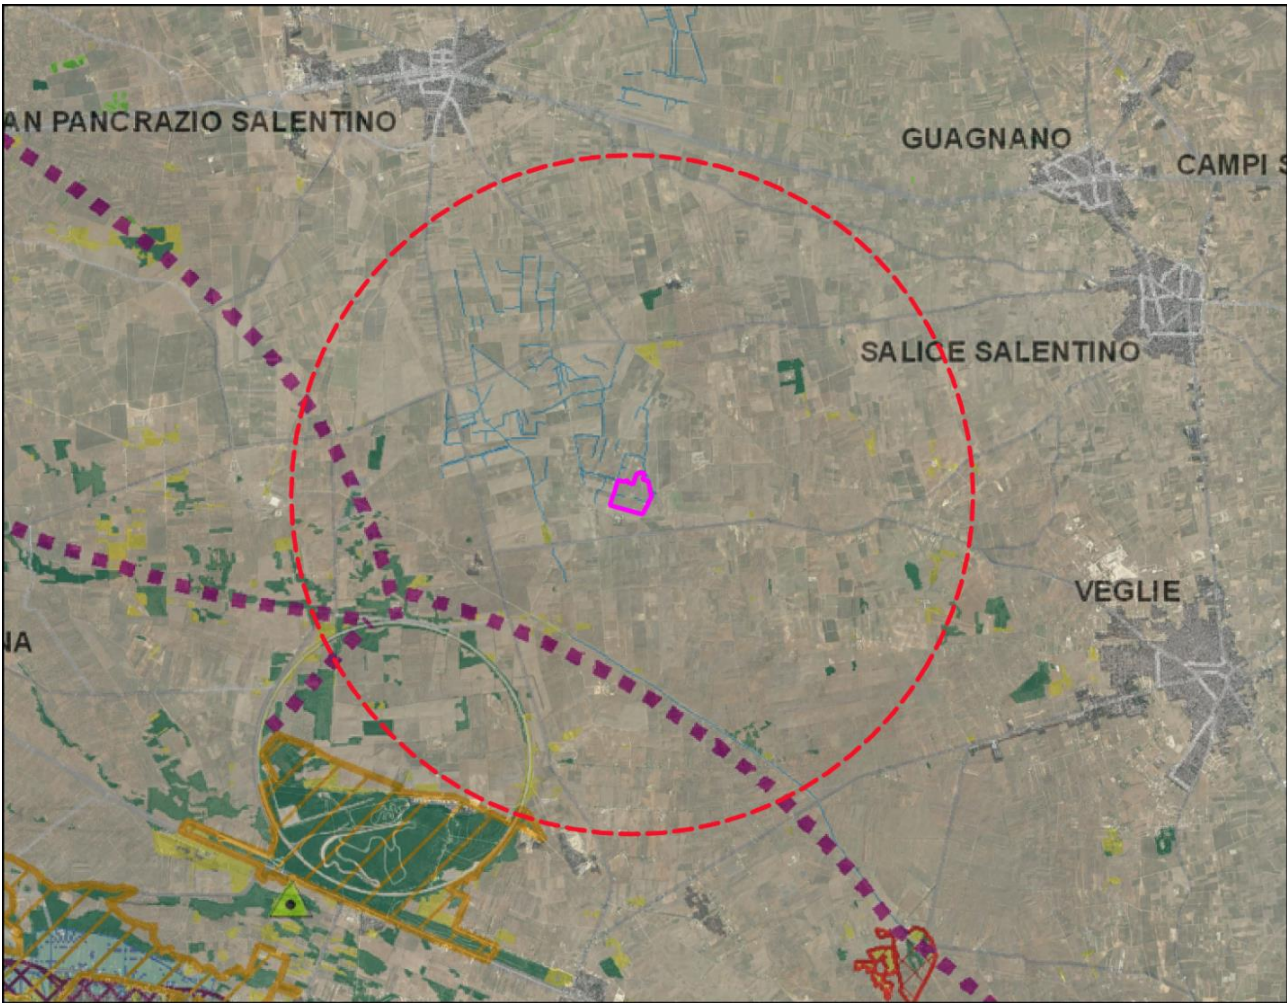 AN PANCRAZIO SALENTINO
GUAGNANO
CAMPI S
SALICE SALENTINO
VEGLIE
NA